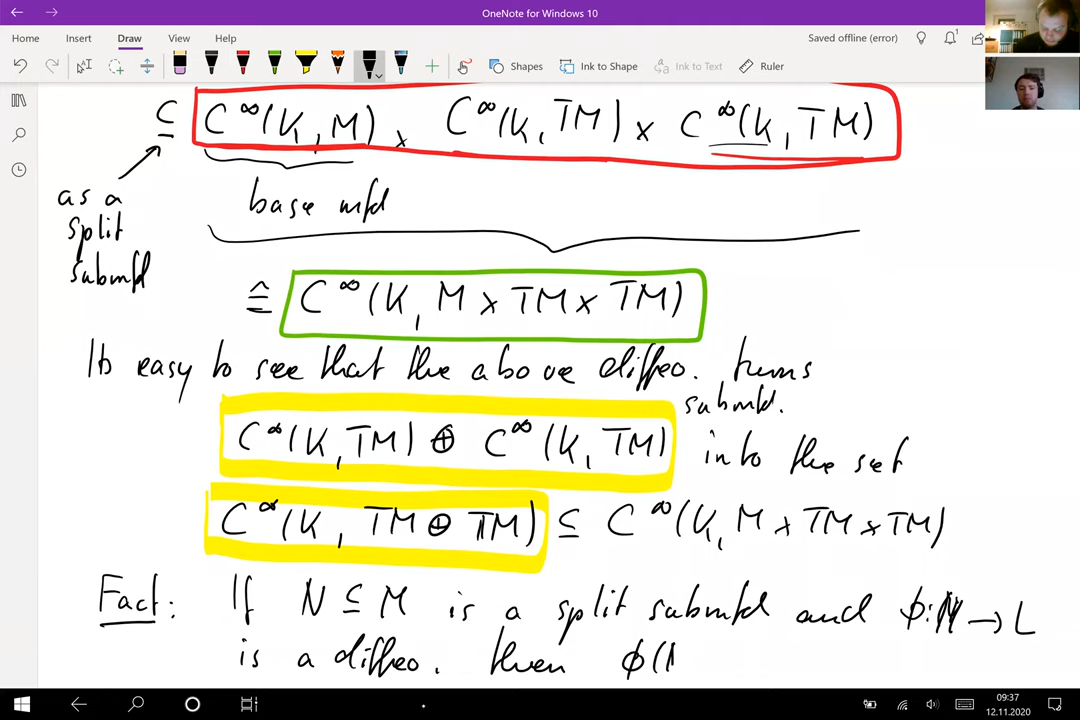 OneNote for Windows 10
Home Insert Draw View Help Saved offline (error)
Shapes Ink to Shape Ink to Text Ruler
⊆ C^∞(K, M) × C^∞(K, TM) × C^∞(K, TM)
as a
split
submfd
base mfd
≙ C^∞(K, M × TM × TM)
It's easy to see that the above diffeo. turns
submfd.
C^∞(K, TM) ⊕ C^∞(K, TM) into the set
C^∞(K, TM ⊕ TM) ⊆ C^∞(K, M × TM × TM)
Fact: If N ⊆ M is a split submfd and ϕ: M → L
is a diffeo. then ϕ(
09:37
12.11.2020